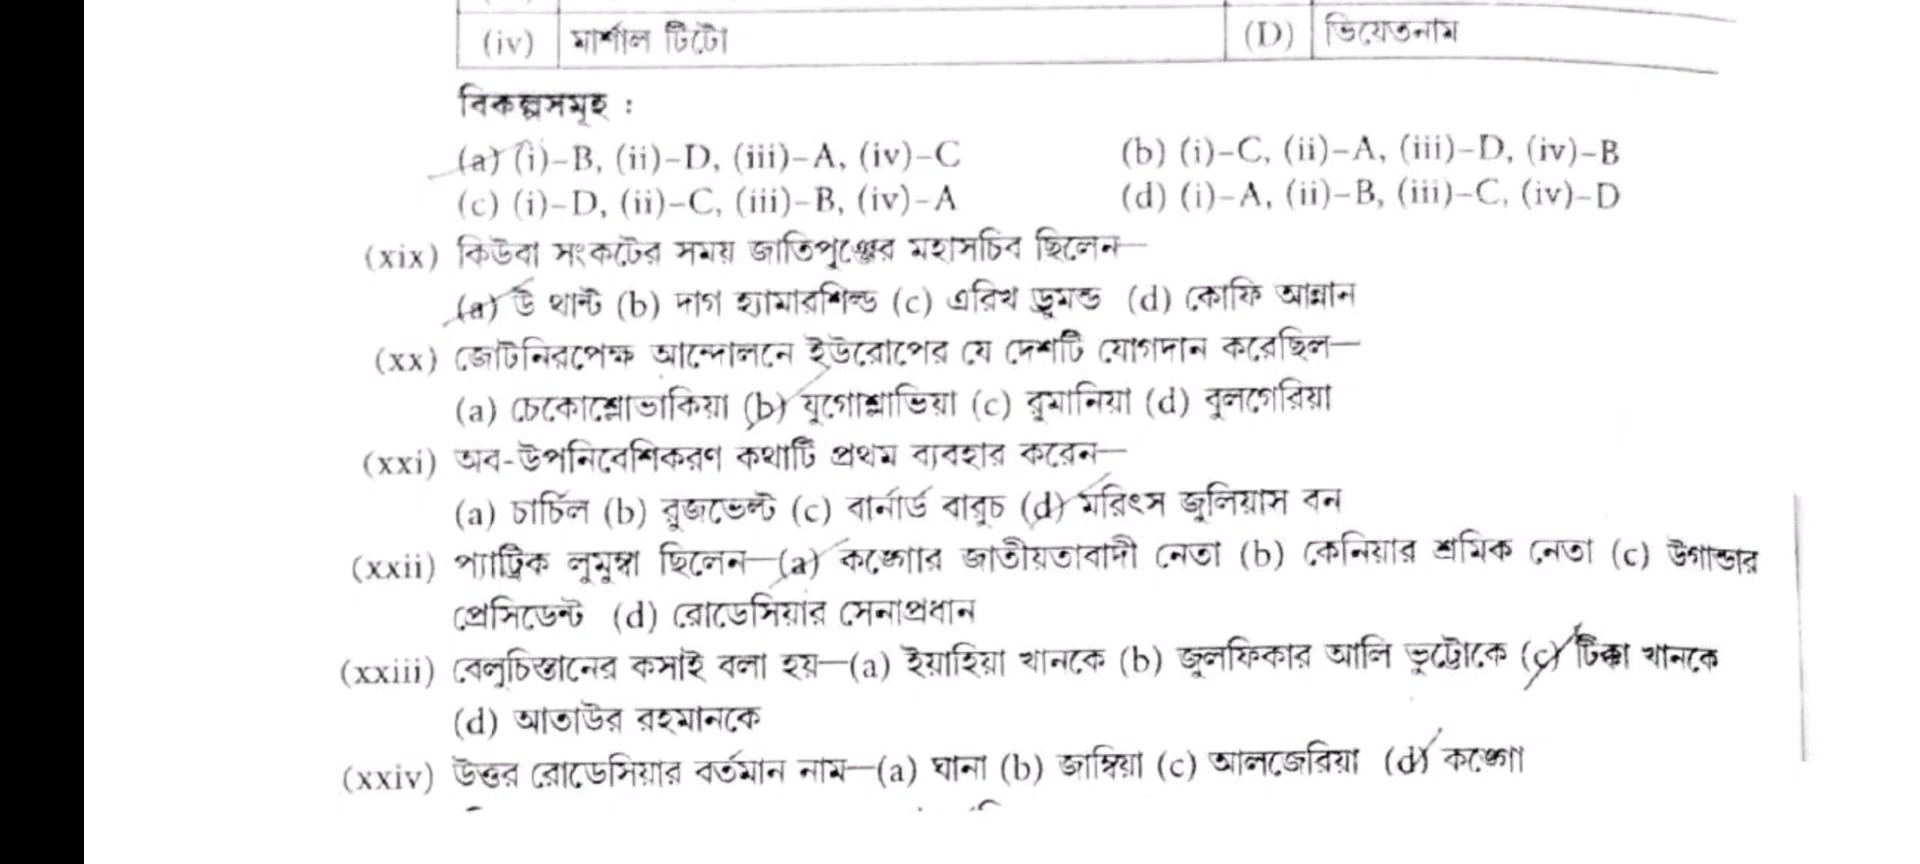 (iv) মার্শাল টিটো (D) ভিয়েতনাম
বিকল্পসমূহ :
(a) (i)–B, (ii)–D, (iii)–A, (iv)–C (b) (i)–C, (ii)–A, (iii)–D, (iv)–B
(c) (i)–D, (ii)–C, (iii)–B, (iv)–A (d) (i)–A, (ii)–B, (iii)–C, (iv)–D
(xix) কিউবা সংকটের সময় জাতিপুঞ্জের মহাসচিব ছিলেন—
(a) উ থান্ট (b) দাগ হ্যামারশিল্ড (c) এরিখ ড্রুমন্ড (d) কোফি আন্নান
(xx) জোটনিরপেক্ষ আন্দোলনে ইউরোপের যে দেশটি যোগদান করেছিল—
(a) চেকোশ্লোভাকিয়া (b) যুগোশ্লাভিয়া (c) রুমানিয়া (d) বুলগেরিয়া
(xxi) অব-উপনিবেশিকরণ কথাটি প্রথম ব্যবহার করেন—
(a) চার্চিল (b) রুজভেল্ট (c) বার্নার্ড বারুচ (d) মরিৎস জুলিয়াস বন
(xxii) প্যাট্রিক লুমুম্বা ছিলেন—(a) কঙ্গোর জাতীয়তাবাদী নেতা (b) কেনিয়ার শ্রমিক নেতা (c) উগান্ডার
প্রেসিডেন্ট (d) রোডেসিয়ার সেনাপ্রধান
(xxiii) বেলুচিস্তানের কসাই বলা হয়—(a) ইয়াহিয়া খানকে (b) জুলফিকার আলি ভুট্টোকে (c) টিক্কা খানকে
(d) আতাউর রহমানকে
(xxiv) উত্তর রোডেসিয়ার বর্তমান নাম—(a) ঘানা (b) জাম্বিয়া (c) আলজেরিয়া (d) কঙ্গো